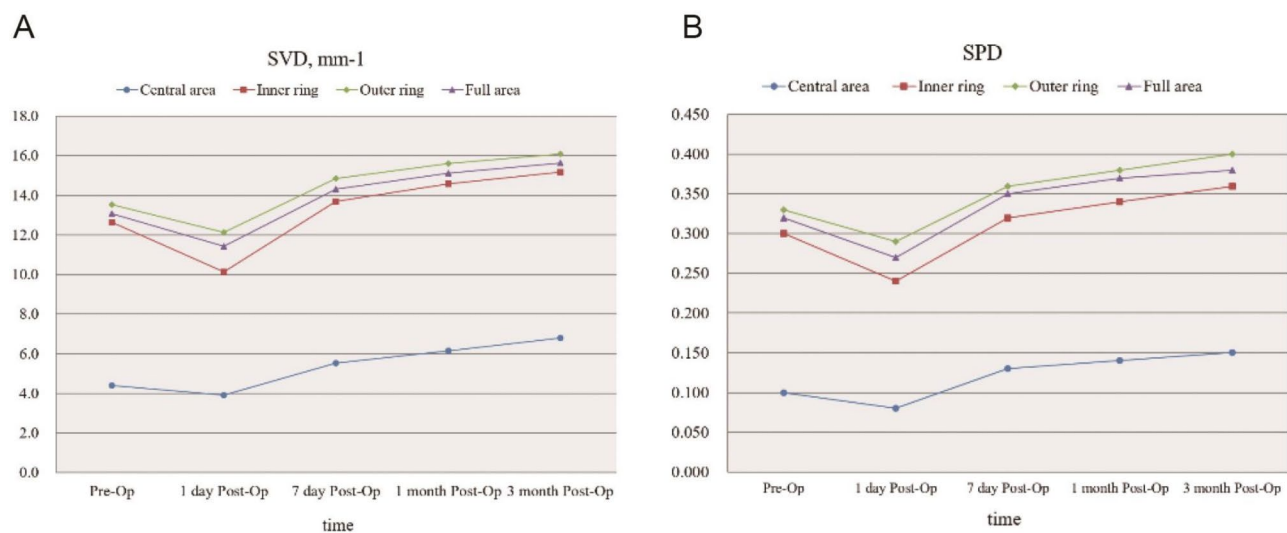 A
SVD, mm-1
Central area Inner ring Outer ring Full area
18.0
16.0
14.0
12.0
10.0
8.0
6.0
4.0
2.0
0.0
Pre-Op 1 day Post-Op 7 day Post-Op 1 month Post-Op 3 month Post-Op
time
B
SPD
Central area Inner ring Outer ring Full area
0.450
0.400
0.350
0.300
0.250
0.200
0.150
0.100
0.050
0.000
Pre-Op 1 day Post-Op 7 day Post-Op 1 month Post-Op 3 month Post-Op
time